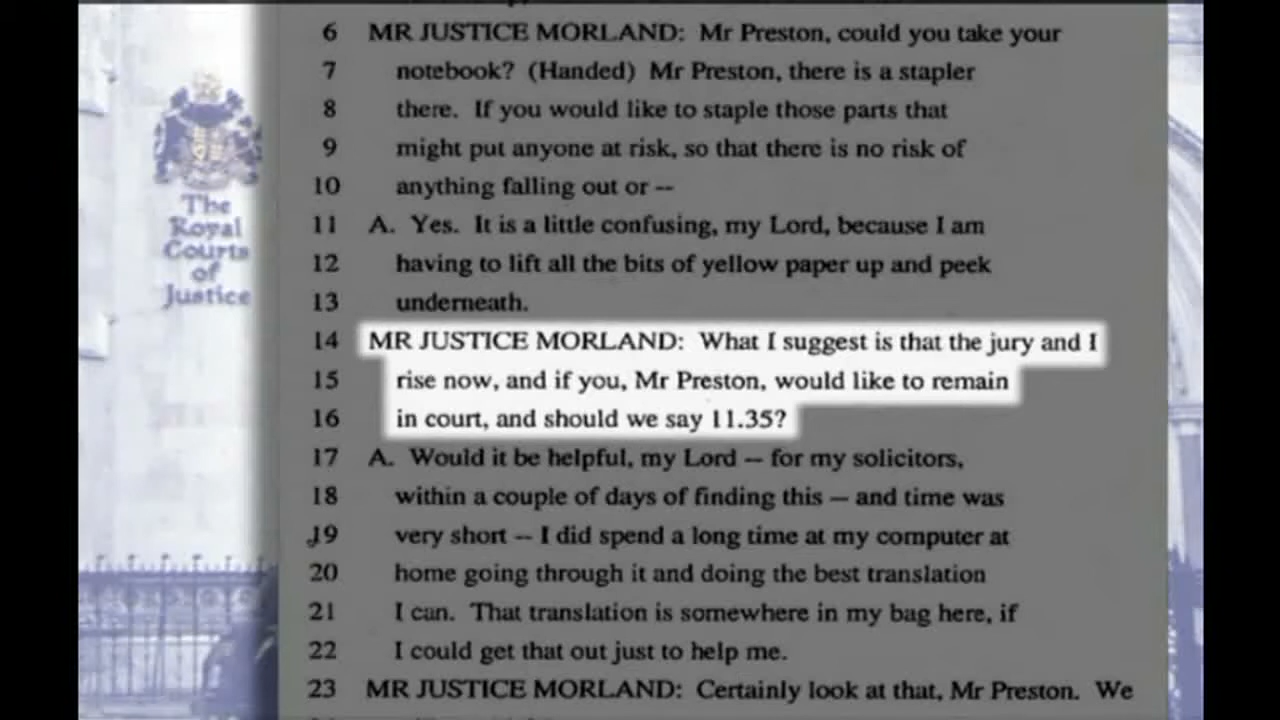 The
Royal
Courts
of
Justice
6 MR JUSTICE MORLAND: Mr Preston, could you take your
7 notebook? (Handed) Mr Preston, there is a stapler
8 there. If you would like to staple those parts that
9 might put anyone at risk, so that there is no risk of
10 anything falling out or --
11 A. Yes. It is a little confusing, my Lord, because I am
12 having to lift all the bits of yellow paper up and peek
13 underneath.
14 MR JUSTICE MORLAND: What I suggest is that the jury and I
15 rise now, and if you, Mr Preston, would like to remain
16 in court, and should we say 11.35?
17 A. Would it be helpful, my Lord -- for my solicitors,
18 within a couple of days of finding this -- and time was
19 very short -- I did spend a long time at my computer at
20 home going through it and doing the best translation
21 I can. That translation is somewhere in my bag here, if
22 I could get that out just to help me.
23 MR JUSTICE MORLAND: Certainly look at that, Mr Preston. We